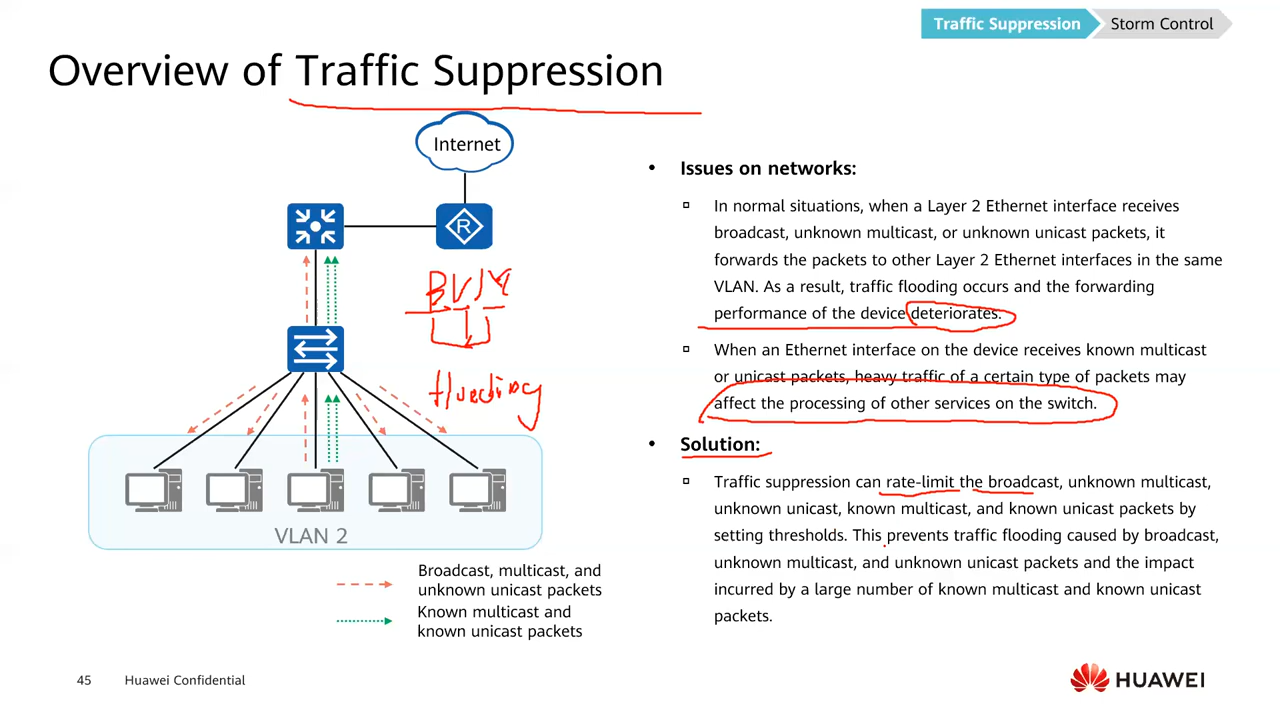 Traffic Suppression
Storm Control
Overview of Traffic Suppression
Internet
R
BUM
flooding
VLAN 2
Broadcast, multicast, and
unknown unicast packets
Known multicast and
known unicast packets
• Issues on networks:
▫ In normal situations, when a Layer 2 Ethernet interface receives
broadcast, unknown multicast, or unknown unicast packets, it
forwards the packets to other Layer 2 Ethernet interfaces in the same
VLAN. As a result, traffic flooding occurs and the forwarding
performance of the device deteriorates.
▫ When an Ethernet interface on the device receives known multicast
or unicast packets, heavy traffic of a certain type of packets may
affect the processing of other services on the switch.
• Solution:
▫ Traffic suppression can rate-limit the broadcast, unknown multicast,
unknown unicast, known multicast, and known unicast packets by
setting thresholds. This prevents traffic flooding caused by broadcast,
unknown multicast, and unknown unicast packets and the impact
incurred by a large number of known multicast and known unicast
packets.
45 Huawei Confidential
HUAWEI